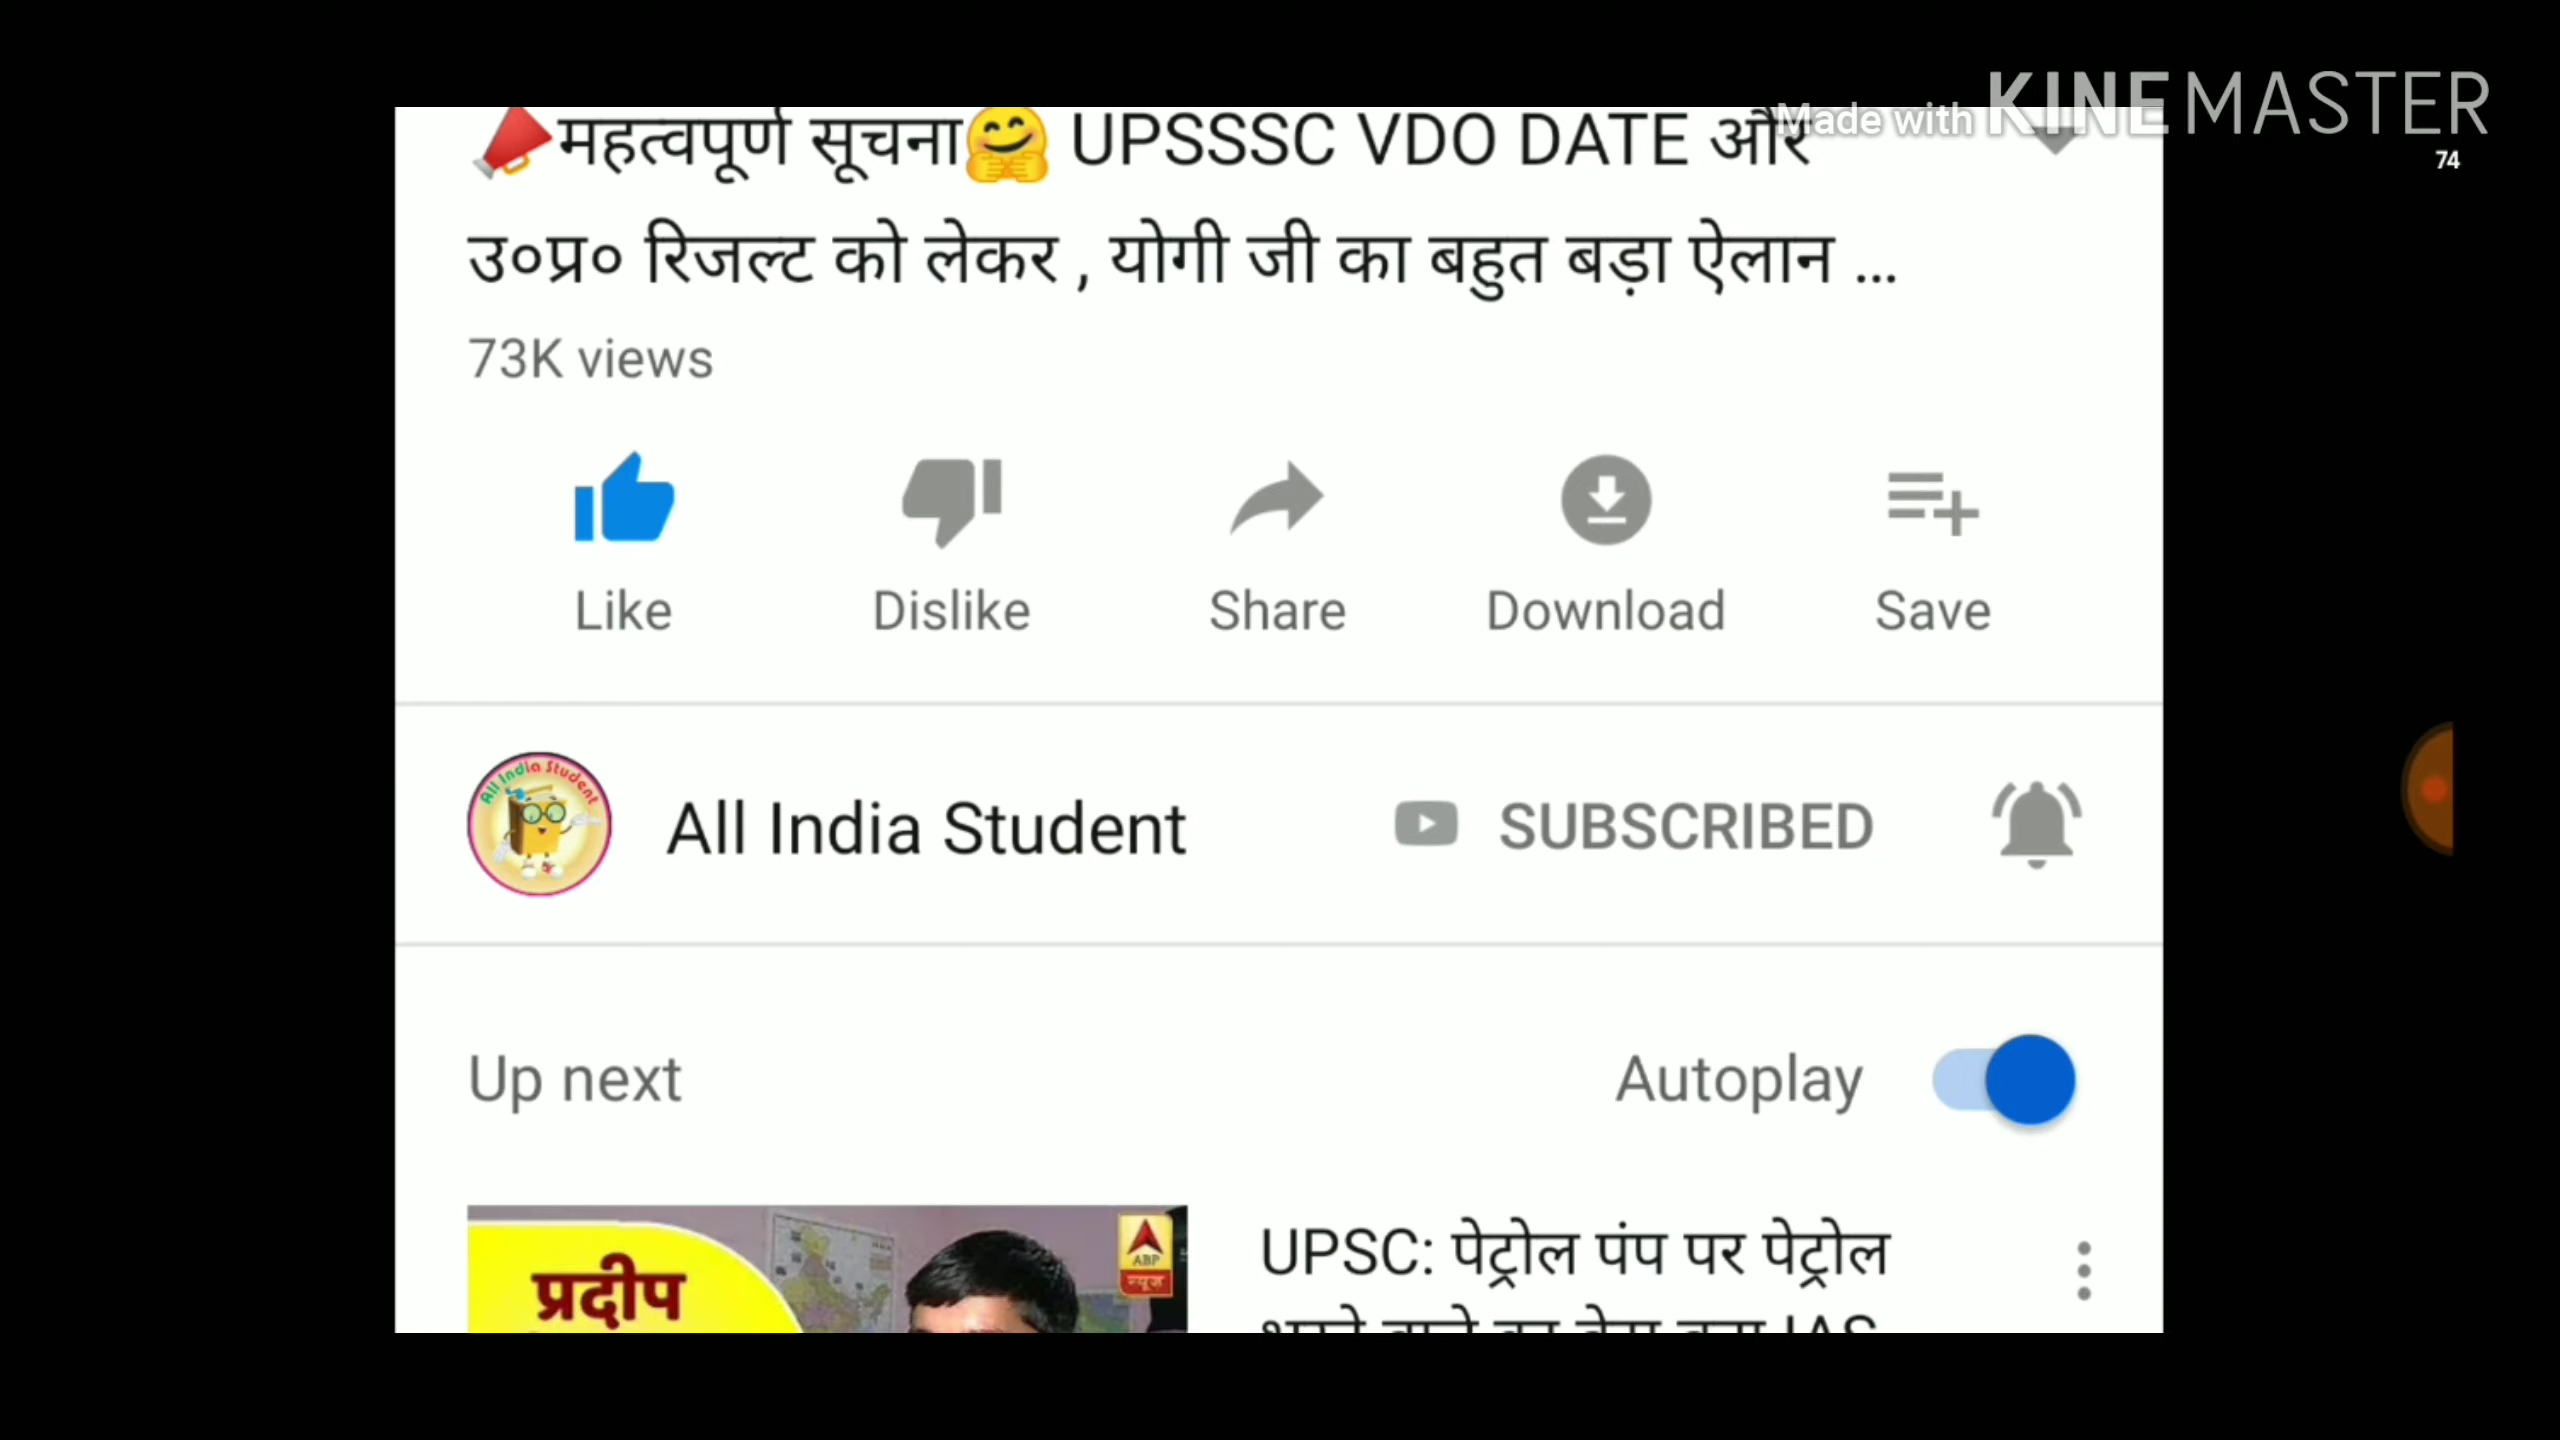 Made with KINEMASTER
74
📣महत्वपूर्ण सूचना🤗 UPSSSC VDO DATE और
उ०प्र० रिजल्ट को लेकर , योगी जी का बहुत बड़ा ऐलान ...
73K views
Like Dislike Share Download Save
All India Student
All India Student SUBSCRIBED
Up next Autoplay
प्रदीप
ABP
न्यूज़
UPSC: पेट्रोल पंप पर पेट्रोल